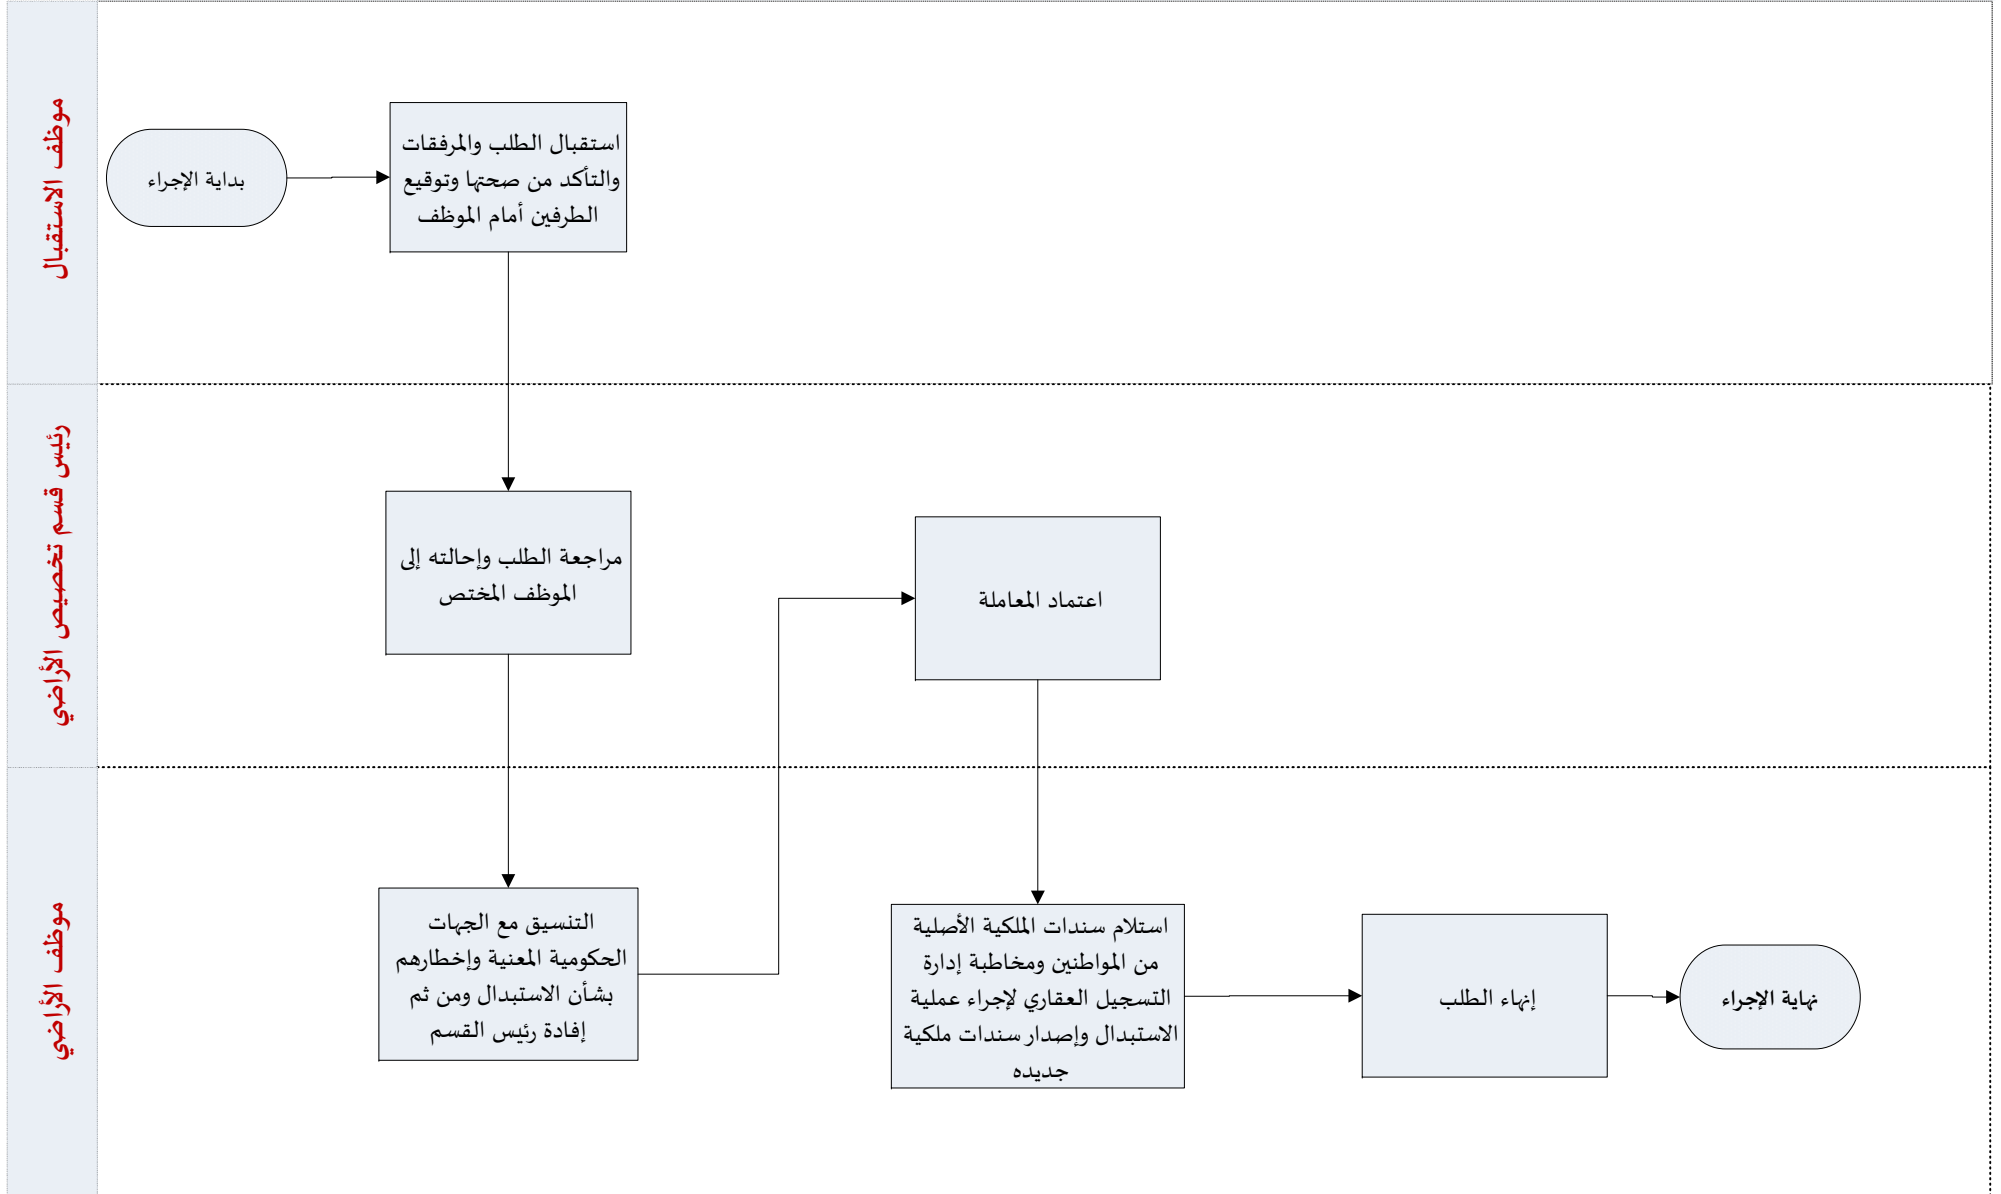 موظف الاستقبال
بداية الإجراء
استقبال الطلب والمرفقات
والتأكد من صحتها وتوقيع
الطرفين أمام الموظف
رئيس قسم تخصيص الأراضي
مراجعة الطلب وإحالته إلى
الموظف المختص
اعتماد المعاملة
موظف الأراضي
التنسيق مع الجهات
الحكومية المعنية وإخطارهم
بشأن الاستبدال ومن ثم
إفادة رئيس القسم
استلام سندات الملكية الأصلية
من المواطنين ومخاطبة إدارة
التسجيل العقاري لإجراء عملية
الاستبدال وإصدار سندات ملكية
جديده
إنهاء الطلب
نهاية الإجراء